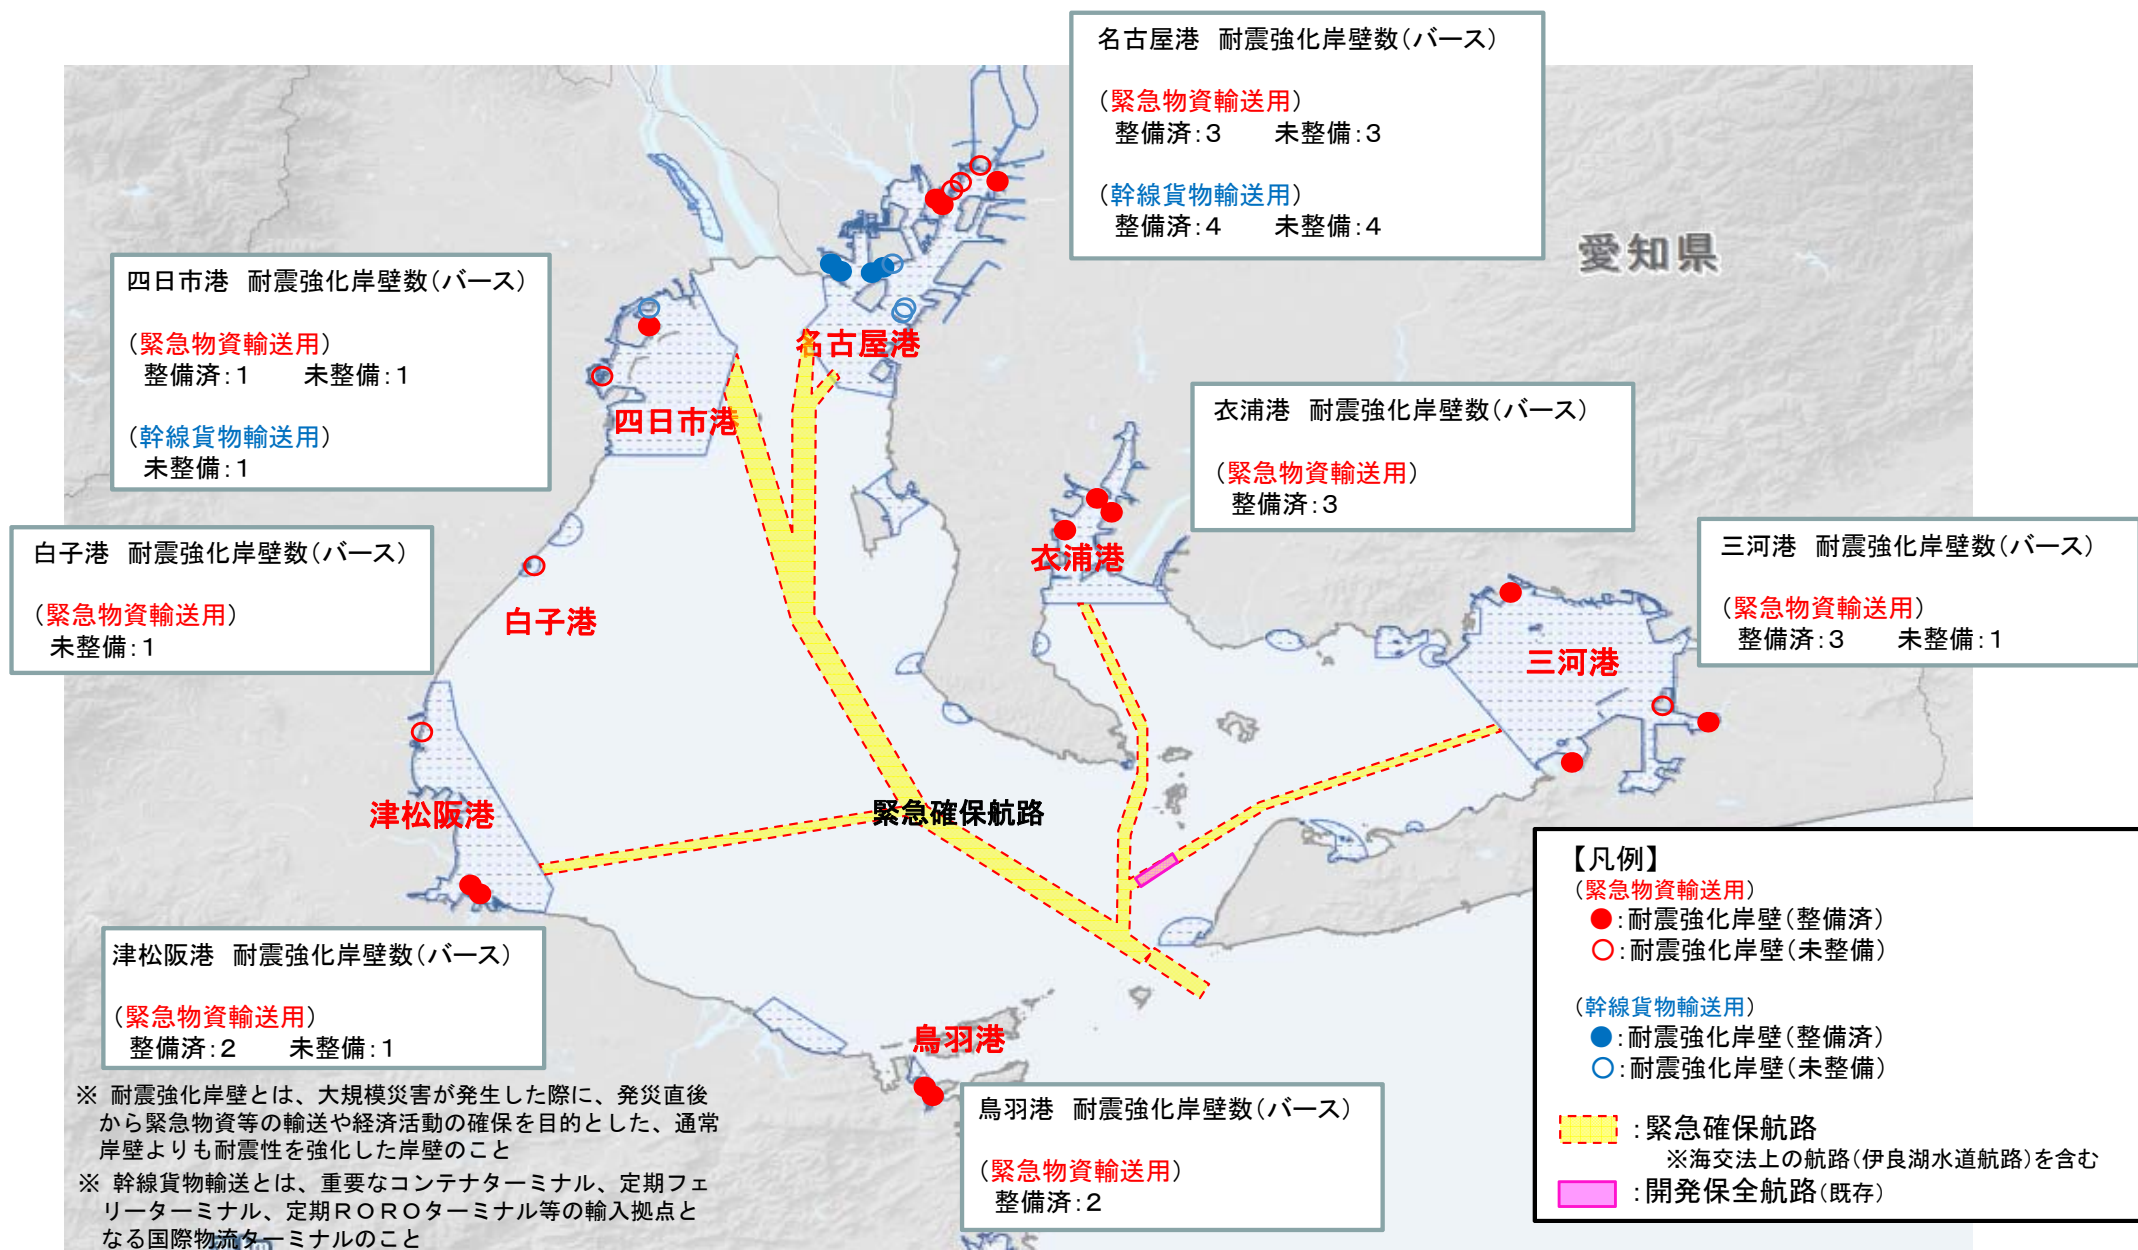 名古屋港 耐震強化岸壁数(バース)
(緊急物資輸送用)
整備済:3 未整備:3
(幹線貨物輸送用)
整備済:4 未整備:4
愛知県
四日市港 耐震強化岸壁数(バース)
(緊急物資輸送用)
整備済:1 未整備:1
(幹線貨物輸送用)
未整備:1
名古屋港
四日市港
衣浦港 耐震強化岸壁数(バース)
(緊急物資輸送用)
整備済:3
衣浦港
白子港 耐震強化岸壁数(バース)
(緊急物資輸送用)
未整備:1
白子港
三河港 耐震強化岸壁数(バース)
(緊急物資輸送用)
整備済:3 未整備:1
三河港
津松阪港
緊急確保航路
津松阪港 耐震強化岸壁数(バース)
(緊急物資輸送用)
整備済:2 未整備:1
鳥羽港
鳥羽港 耐震強化岸壁数(バース)
(緊急物資輸送用)
整備済:2
※ 耐震強化岸壁とは、大規模災害が発生した際に、発災直後
から緊急物資等の輸送や経済活動の確保を目的とした、通常
岸壁よりも耐震性を強化した岸壁のこと
※ 幹線貨物輸送とは、重要なコンテナターミナル、定期フェ
リーターミナル、定期ROROターミナル等の輸入拠点と
なる国際物流ターミナルのこと
【凡例】
(緊急物資輸送用)
●:耐震強化岸壁(整備済)
○:耐震強化岸壁(未整備)
(幹線貨物輸送用)
●:耐震強化岸壁(整備済)
○:耐震強化岸壁(未整備)
:緊急確保航路
※海交法上の航路(伊良湖水道航路)を含む
:開発保全航路(既存)